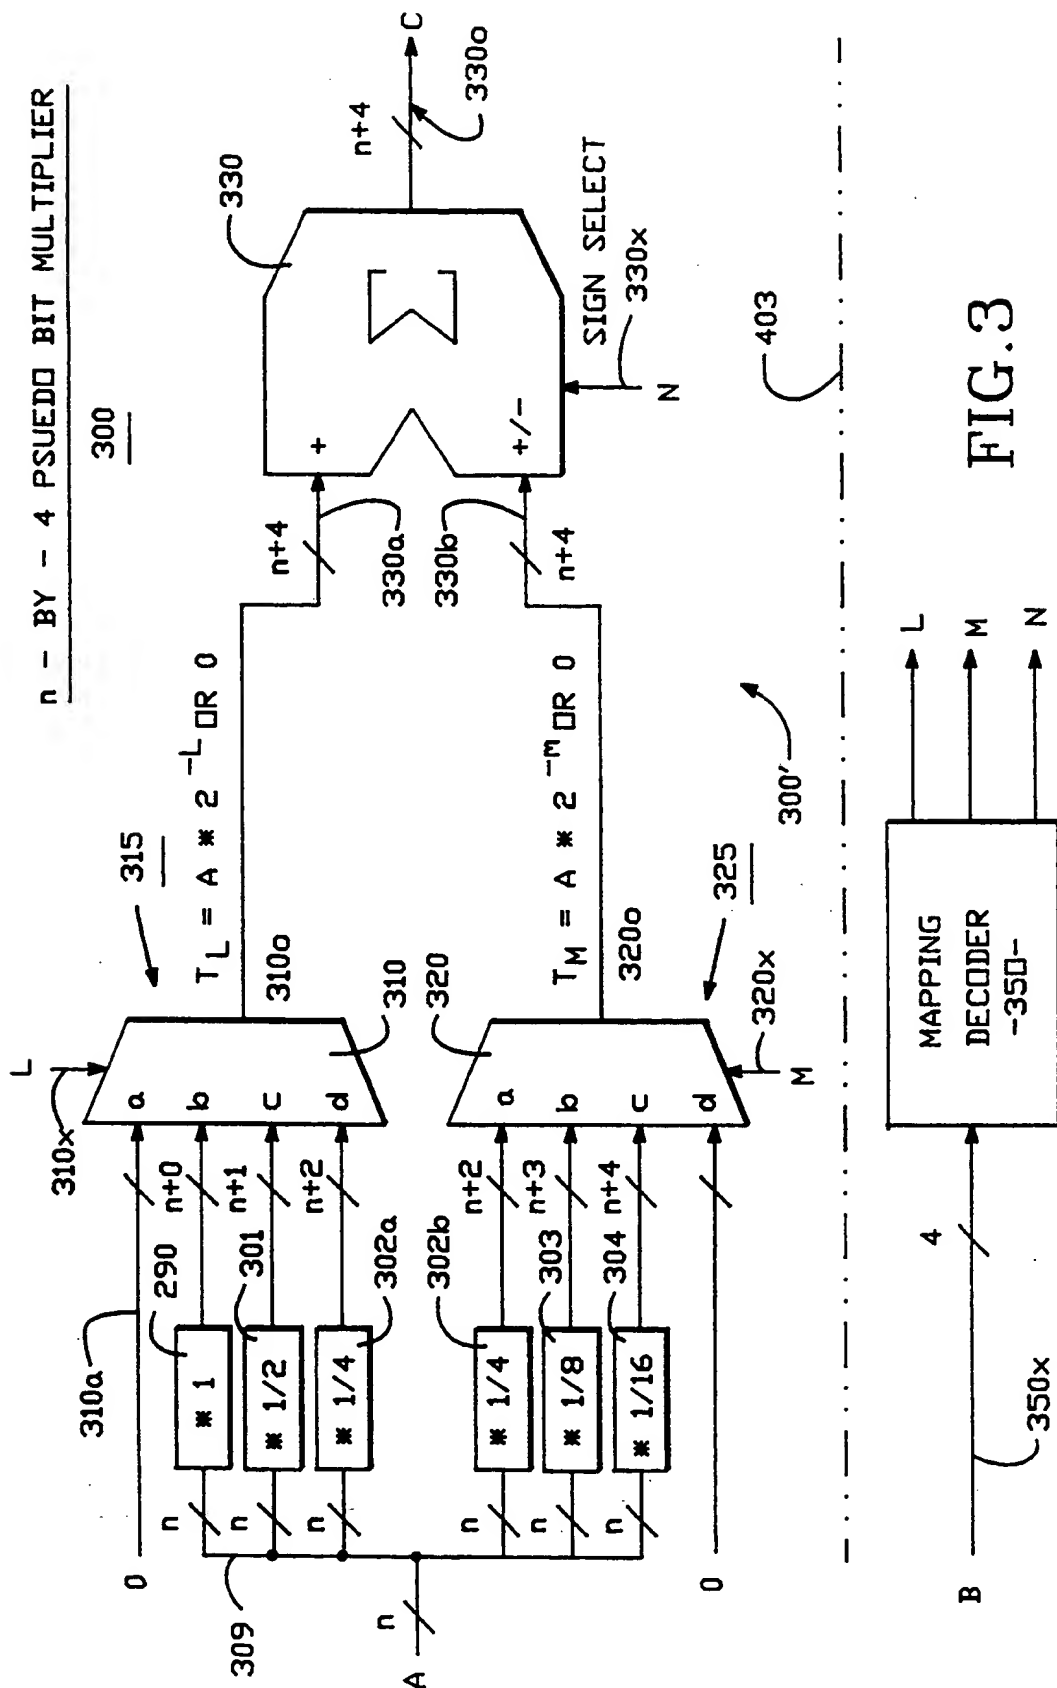 n - BY - 4 PSUEDO BIT MULTIPLIER
300
L
310x
310a
0
a
b
c
d
n+0
n+1
n+2
290
301
302a
* 1
* 1/2
* 1/4
n
n
n
309
A
n
315
310
310o
T_L = A * 2^-L OR 0
n+4
330a
+
330
Σ
n+4
C
330o
302b
303
304
* 1/4
* 1/8
* 1/16
n
n
n
0
n+2
n+3
n+4
a
b
c
d
320
320o
320x
M
325
T_M = A * 2^-M OR 0
330b
n+4
+/-
SIGN SELECT
330x
N
300'
403
B
4
350x
MAPPING
DECODER
-350-
L
M
N
FIG.3